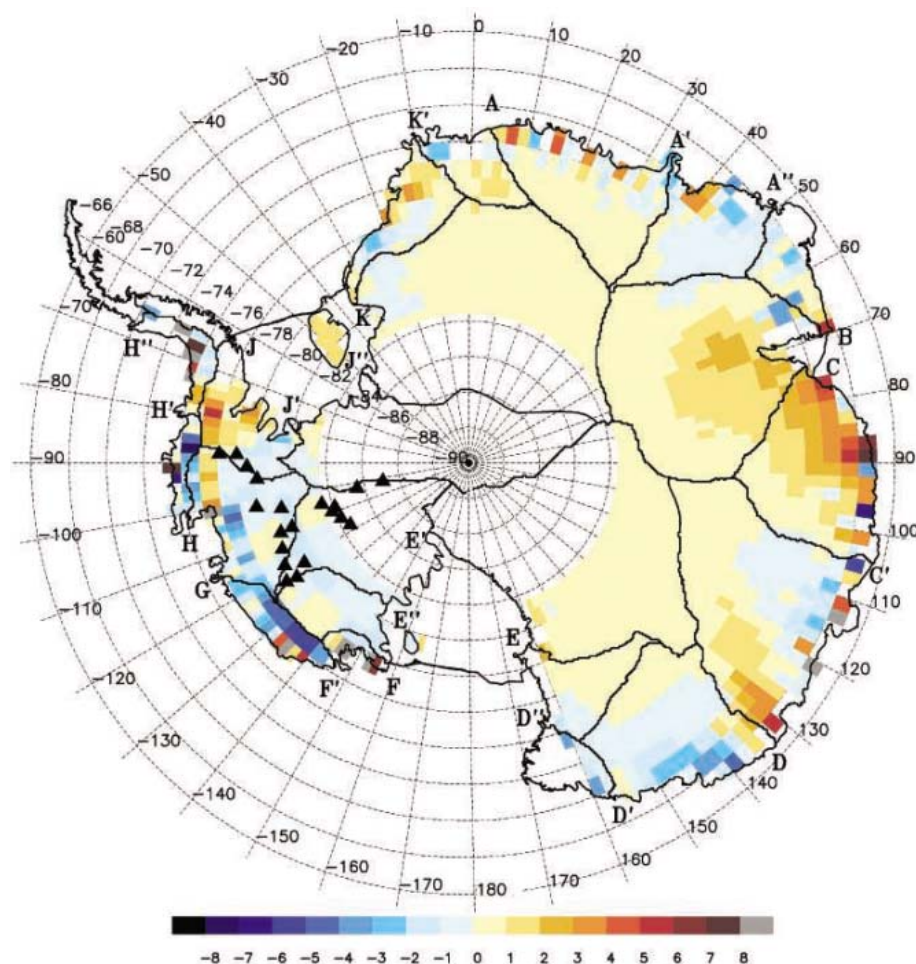 0
-10
10
-20
20
-30
30
A
K'
A'
-40
40
-50
A''
50
-66
-60
-68
60
-70
-72
-74
-70
-76
K
70
-78
B
H''
J
-80
J''
C
-80
-82
80
-84
H'
J'
-86
-88
-90
-90
90
-100
H
100
E'
C'
G
110
-110
E''
E
120
-120
F'
F
D''
130
-130
D
D'
140
-140
150
-150
160
-160
170
-170
180
-8 -7 -6 -5 -4 -3 -2 -1 0 1 2 3 4 5 6 7 8